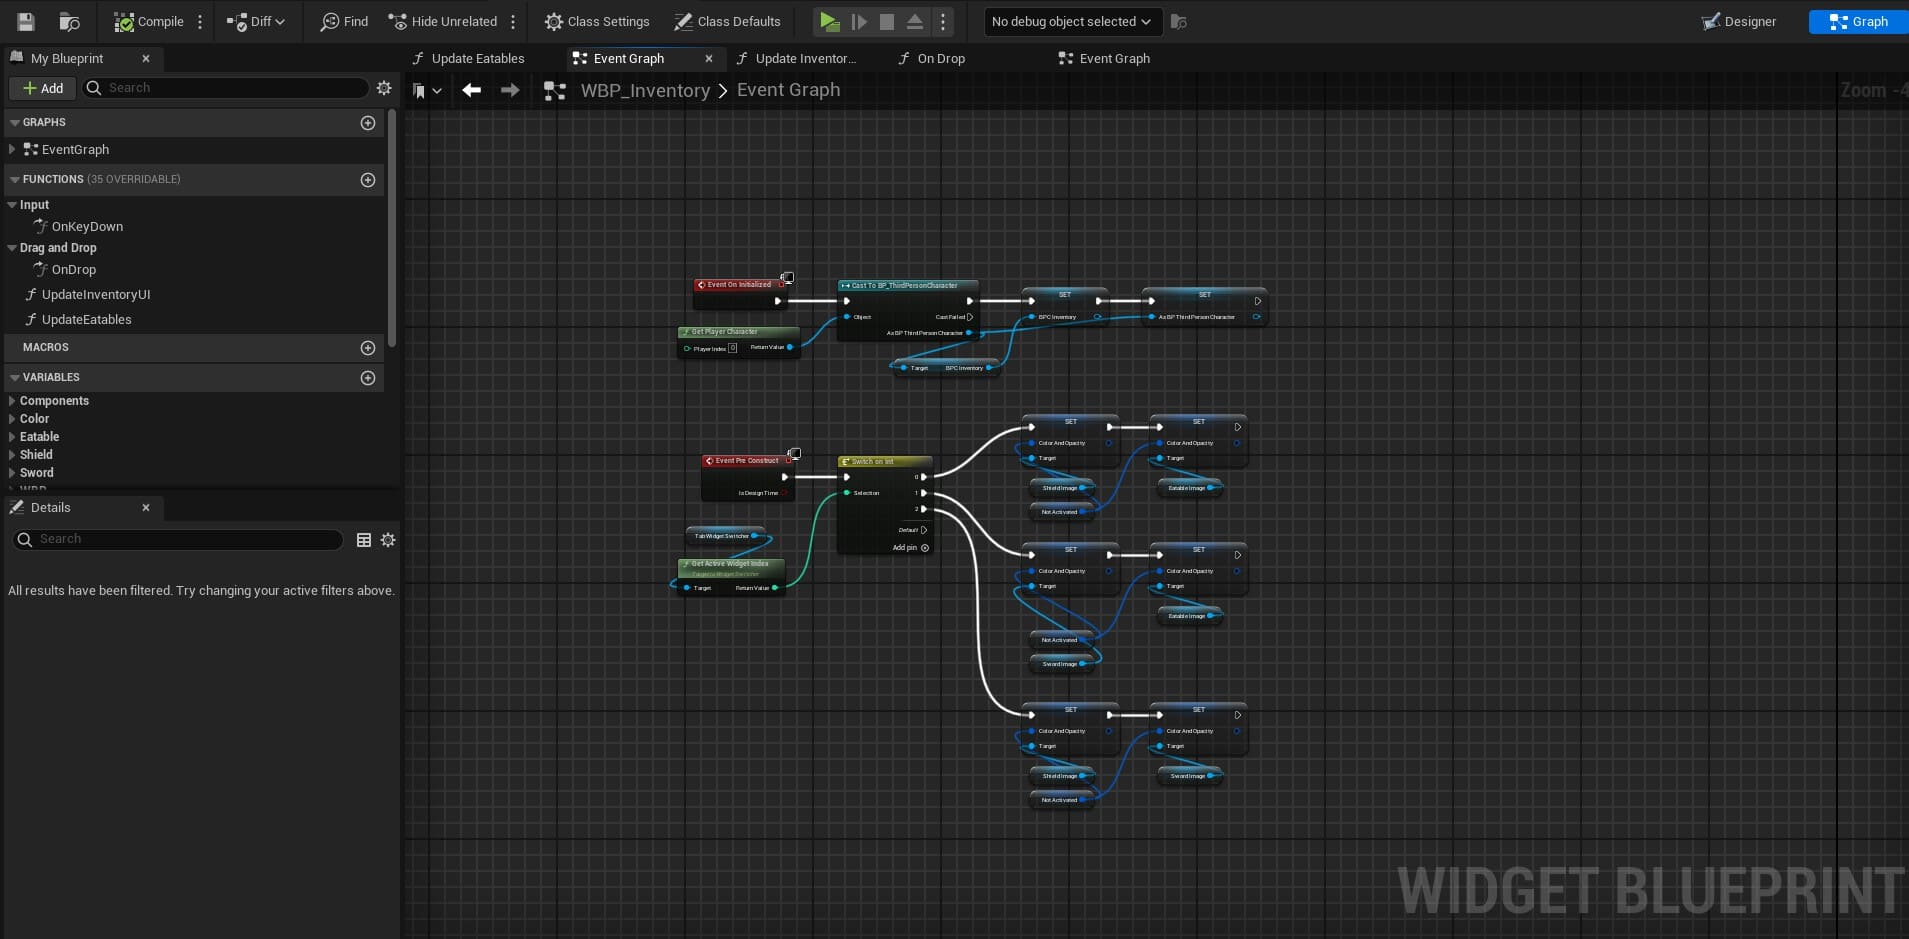 Compile
Diff
Find
Hide Unrelated
Class Settings
Class Defaults
No debug object selected
Designer
Graph
My Blueprint
Update Eatables
Event Graph
Update Inventor...
On Drop
Event Graph
Add
Search
WBP_Inventory > Event Graph
Zoom -4
GRAPHS
EventGraph
FUNCTIONS (35 OVERRIDABLE)
Input
OnKeyDown
Drag and Drop
OnDrop
UpdateInventoryUI
UpdateEatables
MACROS
VARIABLES
Components
Color
Eatable
Shield
Sword
Details
Search
All results have been filtered. Try changing your active filters above.
Event On Initialized
Cast To BP_ThirdPersonCharacter
Object
Cast Failed
As BP Third Person Character
SET
BPC Inventory
SET
As BP Third Person Character
Get Player Character
Player Index 0
Return Value
Target
BPC Inventory
Event Pre Construct
Is Design Time
Switch on Int
Selection
0
1
2
Default
Add pin
Tab Widget Switcher
Get Active Widget Index
Target is Widget Switcher
Target
Return Value
SET
Color And Opacity
Target
SET
Color And Opacity
Target
Shield Image
Eatable Image
Not Activated
SET
Color And Opacity
Target
SET
Color And Opacity
Target
Eatable Image
Not Activated
Sword Image
SET
Color And Opacity
Target
SET
Color And Opacity
Target
Shield Image
Sword Image
Not Activated
WIDGET BLUEPRINT